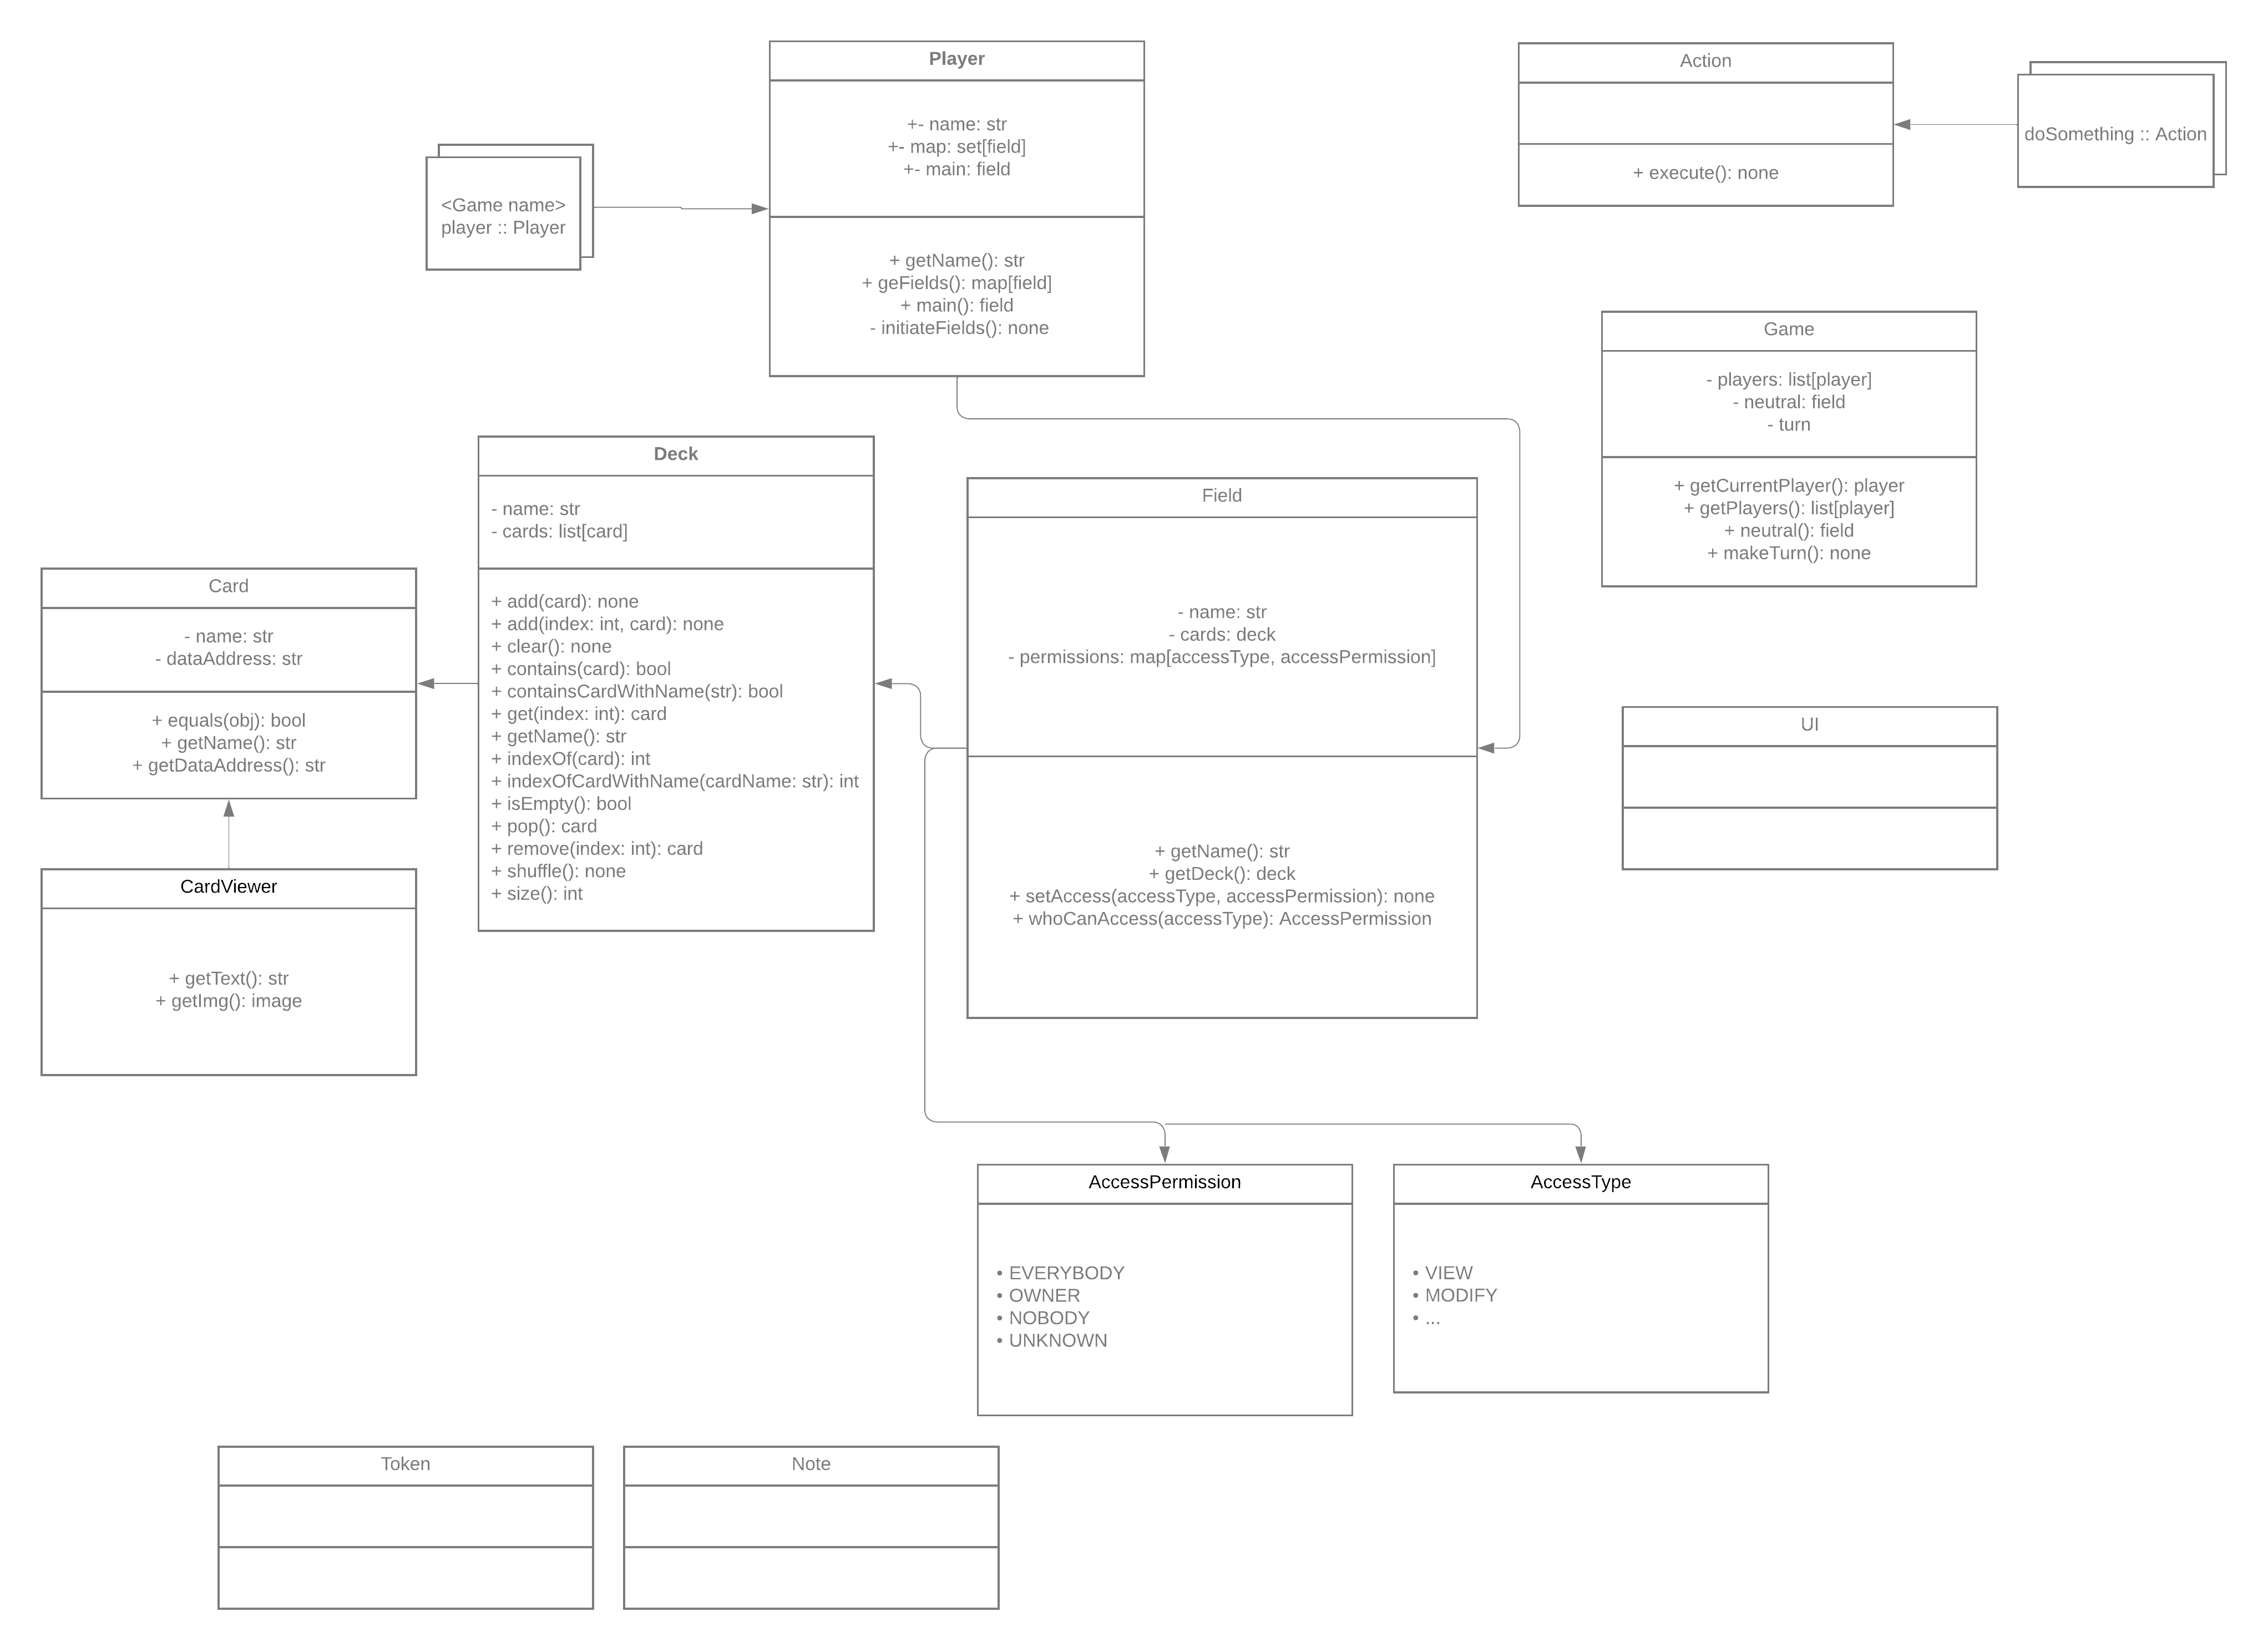 Player
+- name: str
+- map: set[field]
+- main: field
+ getName(): str
+ geFields(): map[field]
+ main(): field
- initiateFields(): none
<Game name>
player :: Player
Action
+ execute(): none
doSomething :: Action
Game
- players: list[player]
- neutral: field
- turn
+ getCurrentPlayer(): player
+ getPlayers(): list[player]
+ neutral(): field
+ makeTurn(): none
Deck
- name: str
- cards: list[card]
+ add(card): none
+ add(index: int, card): none
+ clear(): none
+ contains(card): bool
+ containsCardWithName(str): bool
+ get(index: int): card
+ getName(): str
+ indexOf(card): int
+ indexOfCardWithName(cardName: str): int
+ isEmpty(): bool
+ pop(): card
+ remove(index: int): card
+ shuffle(): none
+ size(): int
Field
- name: str
- cards: deck
- permissions: map[accessType, accessPermission]
+ getName(): str
+ getDeck(): deck
+ setAccess(accessType, accessPermission): none
+ whoCanAccess(accessType): AccessPermission
Card
- name: str
- dataAddress: str
+ equals(obj): bool
+ getName(): str
+ getDataAddress(): str
UI
CardViewer
+ getText(): str
+ getImg(): image
AccessPermission
• EVERYBODY
• OWNER
• NOBODY
• UNKNOWN
AccessType
• VIEW
• MODIFY
• ...
Token
Note